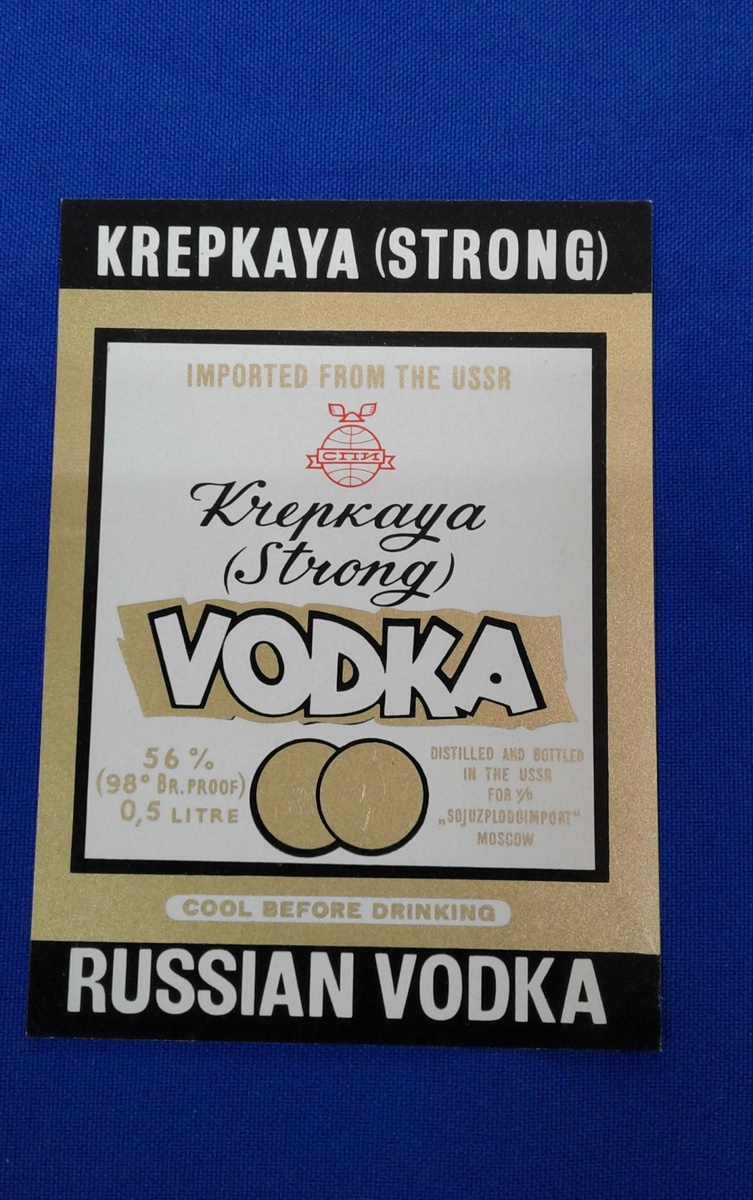 KREPKAYA (STRONG)
IMPORTED FROM THE USSR
СПИ
Krepkaya
(Strong)
VODKA
56 %
(98° BR. PROOF)
0,5 LITRE
DISTILLED AND BOTTLED
IN THE USSR
FOR V/O
„SOJUZPLODOIMPORT“
MOSCOW
COOL BEFORE DRINKING
RUSSIAN VODKA